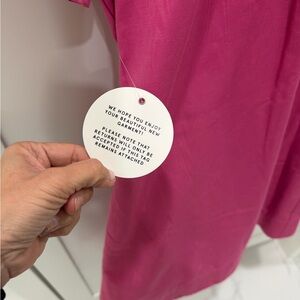 WE HOPE YOU ENJOY
YOUR BEAUTIFUL NEW
GARMENT!
PLEASE NOTE THAT
RETURNS WILL ONLY BE
ACCEPTED IF THIS TAG
REMAINS ATTACHED